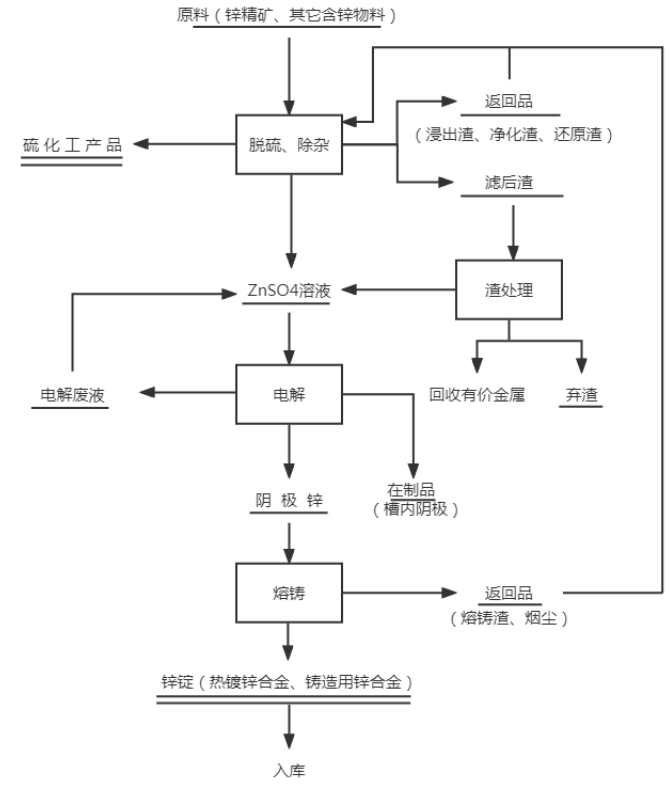 原料（锌精矿、其它含锌物料）
返回品
（浸出渣、净化渣、还原渣）
硫化工产品
脱硫、除杂
滤后渣
ZnSO4溶液
渣处理
电解废液
电解
回收有价金属
弃渣
阴极锌
在制品
（槽内阴极）
熔铸
返回品
（熔铸渣、烟尘）
锌锭（热镀锌合金、铸造用锌合金）
入库